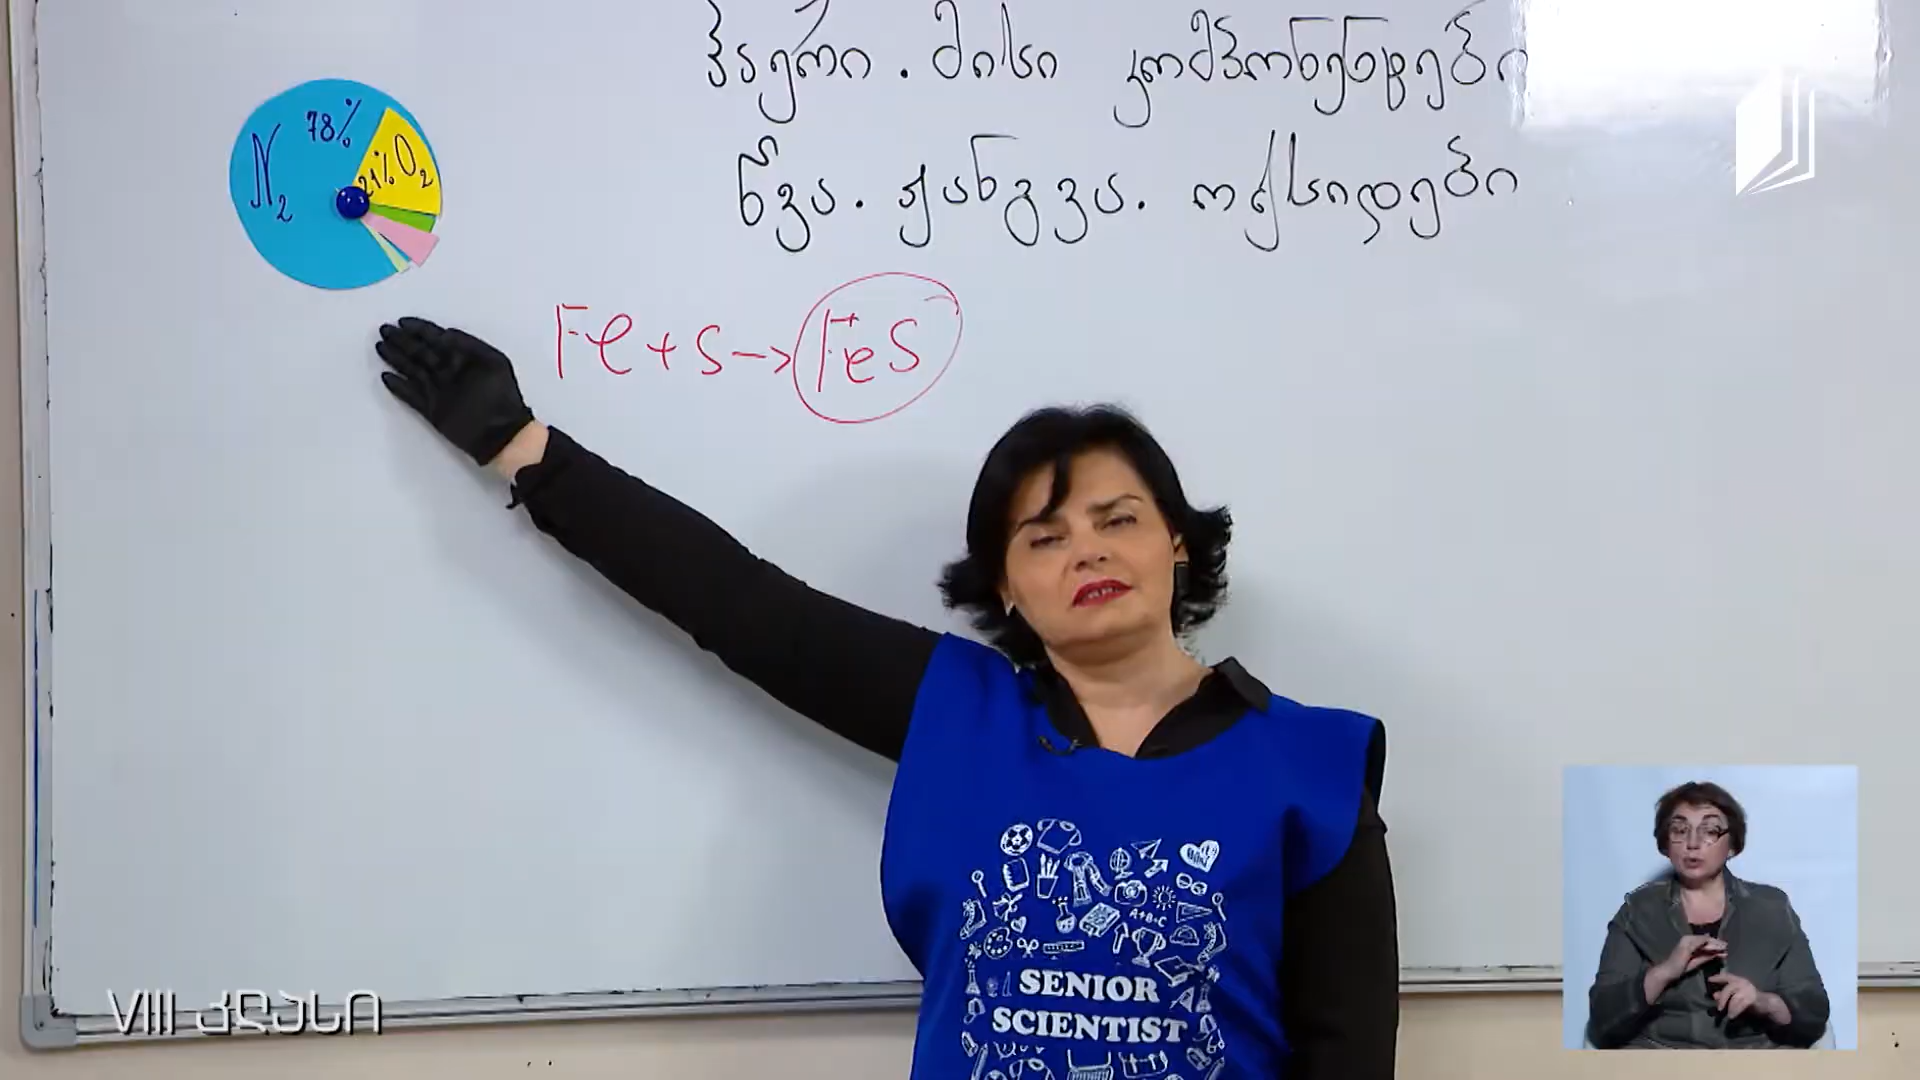 ჰაერი. მისი კომპონენტები
წვა. ჟანგვა. ოქსიდები
N2 78%
21% O2
Fe + S → FeS
A+B=C
SENIOR
SCIENTIST
VIII კლასი